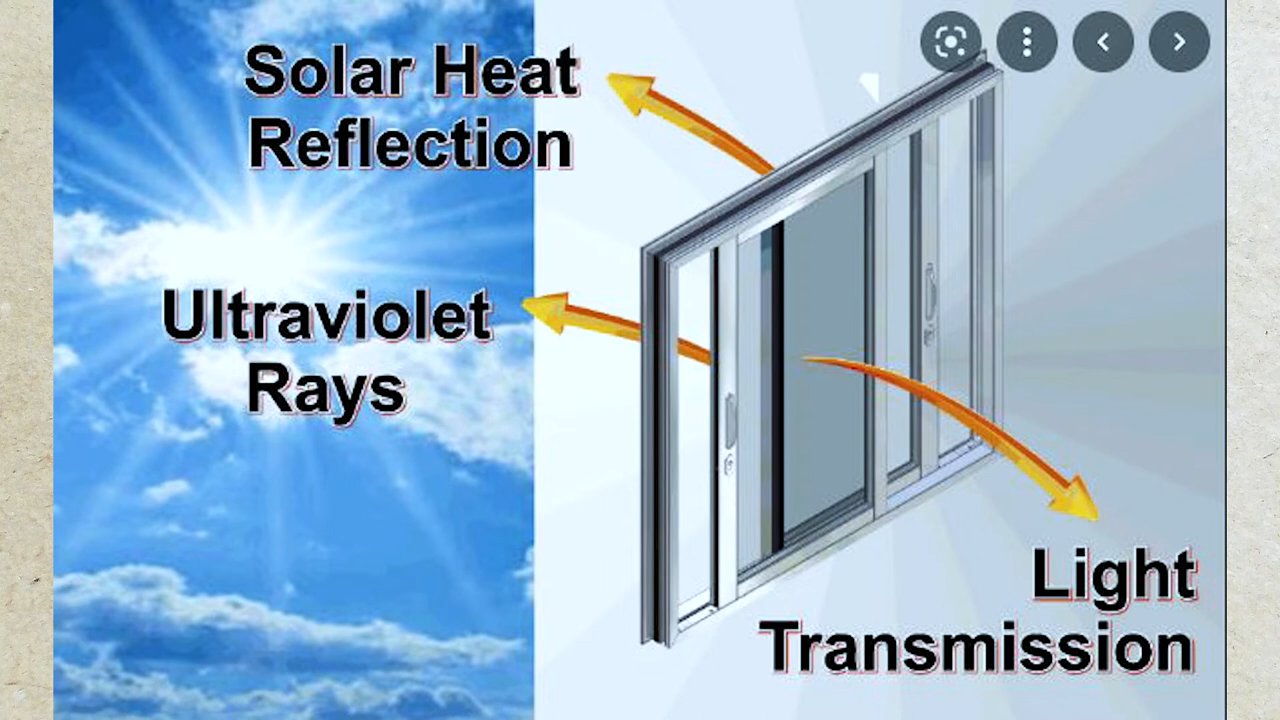 Solar Heat
Reflection
Ultraviolet
Rays
Light
Transmission